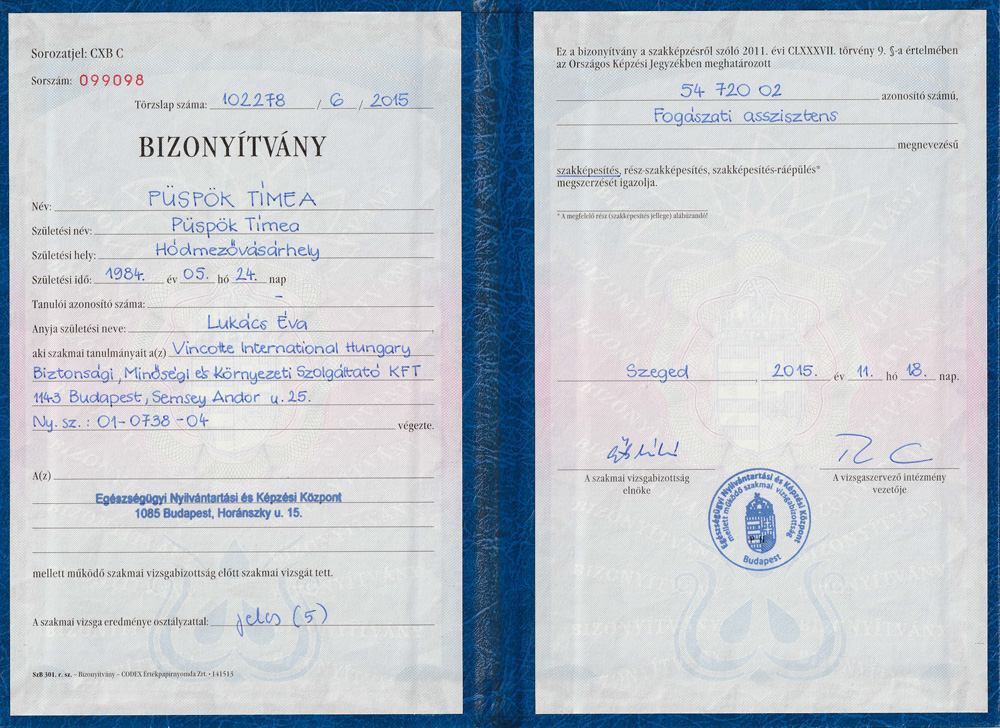 Sorozatjel: CXB C
Sorszám: 099098
Törzslap száma: 102278 / 6 / 2015
BIZONYÍTVÁNY
Név: PÜSPÖK TÍMEA
Születési név: Püspök Tímea
Születési hely: Hódmezővásárhely
Születési idő: 1984. év 05. hó 24. nap
Tanulói azonosító száma: –
Anyja születési neve: Lukács Éva
aki szakmai tanulmányait a(z) Vincotte International Hungary
Biztonsági, Minőségi és Környezeti Szolgáltató KFT
1143 Budapest, Semsey Andor u. 25.
Ny. sz.: 01-0738-04 végezte.
A(z)
Egészségügyi Nyilvántartási és Képzési Központ
1085 Budapest, Horánszky u. 15.
mellett működő szakmai vizsgabizottság előtt szakmai vizsgát tett.
A szakmai vizsga eredménye osztályzattal: jeles (5)
SzB 301. r. sz. – Bizonyítvány – CODEX Értékpapírnyomda Zrt. • 141513
Ez a bizonyítvány a szakképzésről szóló 2011. évi CLXXXVII. törvény 9. §-a értelmében
az Országos Képzési Jegyzékben meghatározott
54 720 02 azonosító számú,
Fogászati asszisztens
megnevezésű
szakképesítés, rész-szakképesítés, szakképesítés-ráépülés*
megszerzését igazolja.
* A megfelelő rész (szakképesítés jellege) aláhúzandó!
Szeged, 2015. év 11. hó 18. nap.
A szakmai vizsgabizottság
elnöke
A vizsgaszervező intézmény
vezetője
Egészségügyi Nyilvántartási és Képzési Központ
mellett működő szakmai vizsgabizottság
Budapest